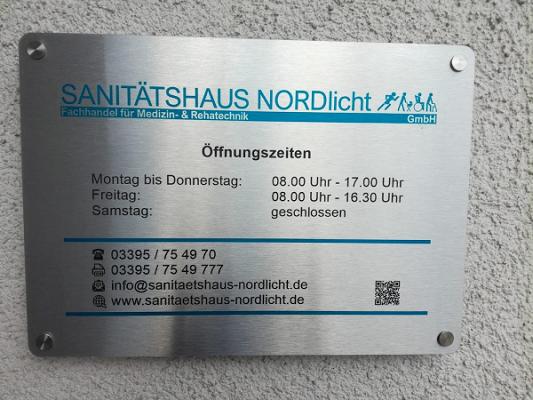 SANITÄTSHAUS NORDlicht
Fachhandel für Medizin- & Rehatechnik GmbH
Öffnungszeiten
Montag bis Donnerstag: 08.00 Uhr - 17.00 Uhr
Freitag: 08.00 Uhr - 16.30 Uhr
Samstag: geschlossen
03395 / 75 49 70
03395 / 75 49 777
info@sanitaetshaus-nordlicht.de
www.sanitaetshaus-nordlicht.de